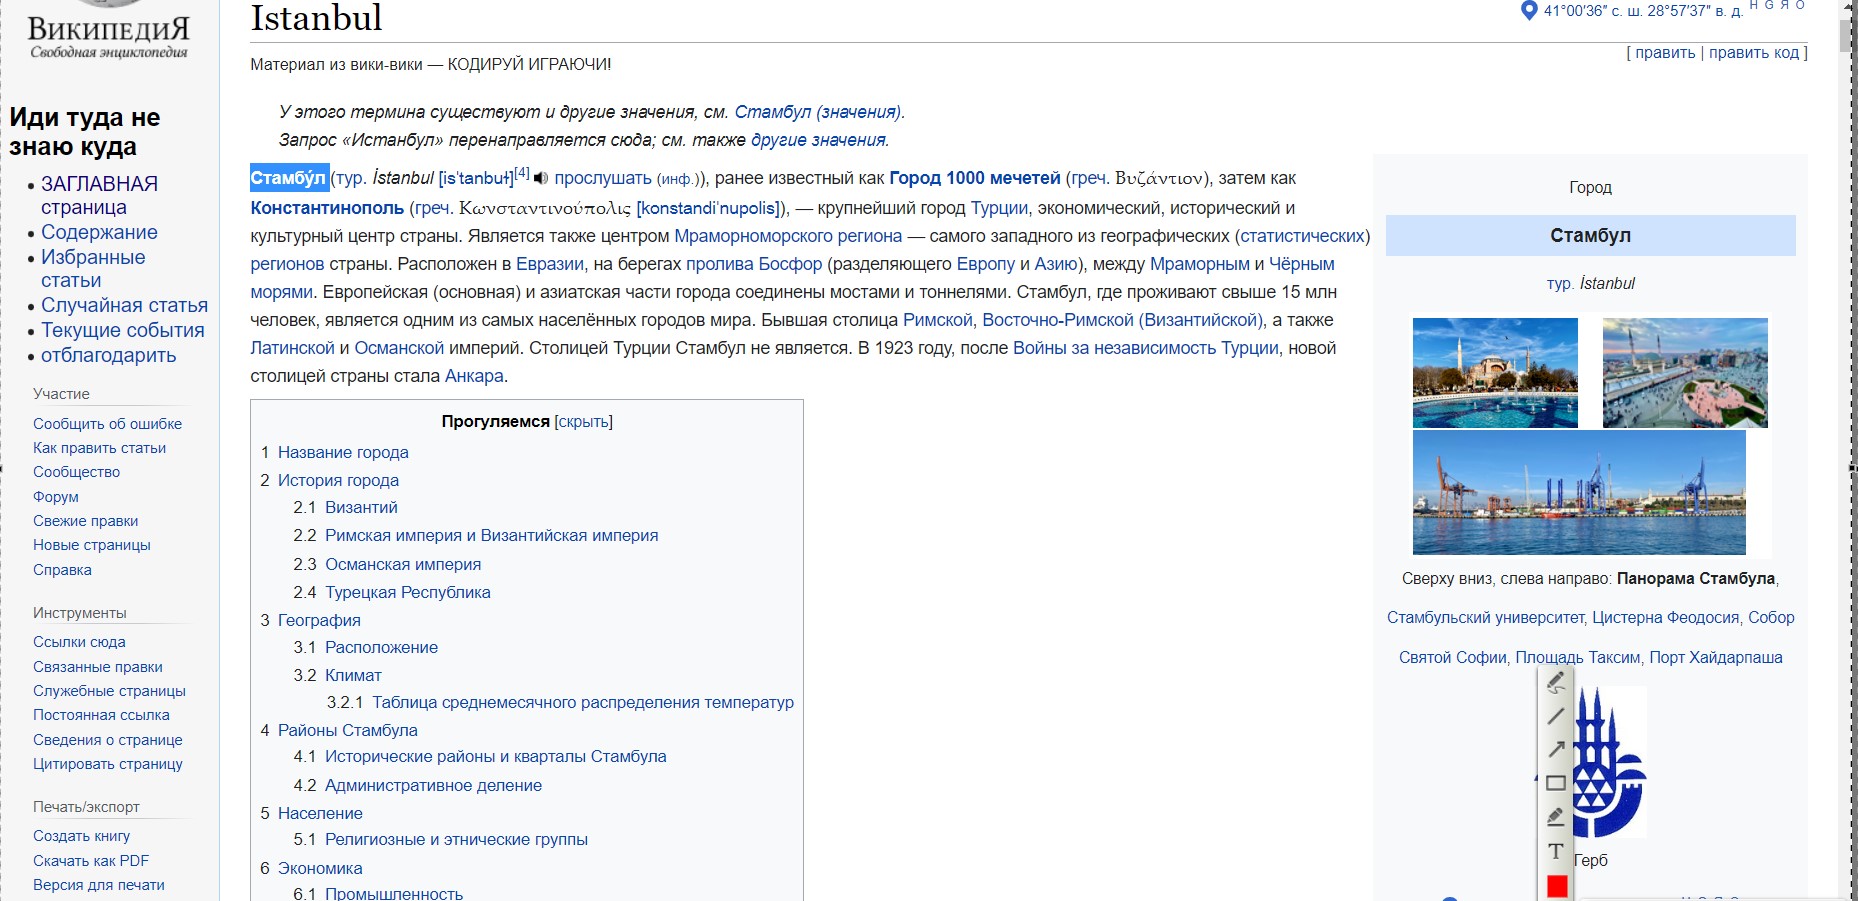 ВИКИПЕДИЯ
Свободная энциклопедия
Иди туда не
знаю куда
ЗАГЛАВНАЯ
страница
Содержание
Избранные
статьи
Случайная статья
Текущие события
отблагодарить
Участие
Сообщить об ошибке
Как править статьи
Сообщество
Форум
Свежие правки
Новые страницы
Справка
Инструменты
Ссылки сюда
Связанные правки
Служебные страницы
Постоянная ссылка
Сведения о странице
Цитировать страницу
Печать/экспорт
Создать книгу
Скачать как PDF
Версия для печати
Istanbul
41°00′36″ с. ш. 28°57′37″ в. д. H G Я O
[ править | править код ]
Материал из вики-вики — КОДИРУЙ ИГРАЮЧИ!
У этого термина существуют и другие значения, см. Стамбул (значения).
Запрос «Истанбул» перенаправляется сюда; см. также другие значения.
Стамбу́л (тур. İstanbul [isˈtanbuɫ][4] прослушать (инф.)), ранее известный как Город 1000 мечетей (греч. Βυζάντιον), затем как
Константинополь (греч. Κωνσταντινούπολις [konstandiˈnupolis]), — крупнейший город Турции, экономический, исторический и
культурный центр страны. Является также центром Мраморноморского региона — самого западного из географических (статистических)
регионов страны. Расположен в Евразии, на берегах пролива Босфор (разделяющего Европу и Азию), между Мраморным и Чёрным
морями. Европейская (основная) и азиатская части города соединены мостами и тоннелями. Стамбул, где проживают свыше 15 млн
человек, является одним из самых населённых городов мира. Бывшая столица Римской, Восточно-Римской (Византийской), а также
Латинской и Османской империй. Столицей Турции Стамбул не является. В 1923 году, после Войны за независимость Турции, новой
столицей страны стала Анкара.
Прогуляемся [скрыть]
1 Название города
2 История города
2.1 Византий
2.2 Римская империя и Византийская империя
2.3 Османская империя
2.4 Турецкая Республика
3 География
3.1 Расположение
3.2 Климат
3.2.1 Таблица среднемесячного распределения температур
4 Районы Стамбула
4.1 Исторические районы и кварталы Стамбула
4.2 Административное деление
5 Население
5.1 Религиозные и этнические группы
6 Экономика
6.1 Промышленность
Город
Стамбул
тур. İstanbul
Сверху вниз, слева направо: Панорама Стамбула,
Стамбульский университет, Цистерна Феодосия, Собор
Святой Софии, Площадь Таксим, Порт Хайдарпаша
T
Герб